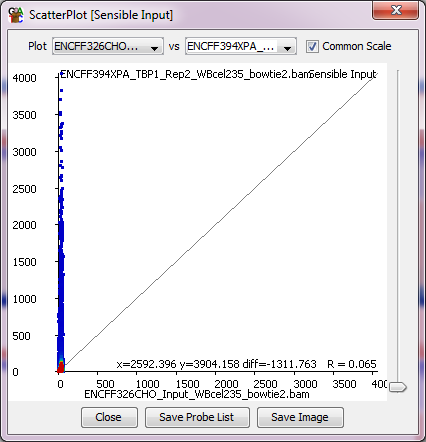 ScatterPlot [Sensible Input]
Plot ENCFF326CHO... vs ENCFF394XPA_... Common Scale
ENCFF394XPA_TBP1_Rep2_WBcel235_bowtie2.bam Sensible Input
4000
3500
3000
2500
2000
1500
1000
500
0
x=2592.396 y=3904.158 diff=-1311.763 R = 0.065
0 500 1000 1500 2000 2500 3000 3500 400
ENCFF326CHO_Input_WBcel235_bowtie2.bam
Close Save Probe List Save Image